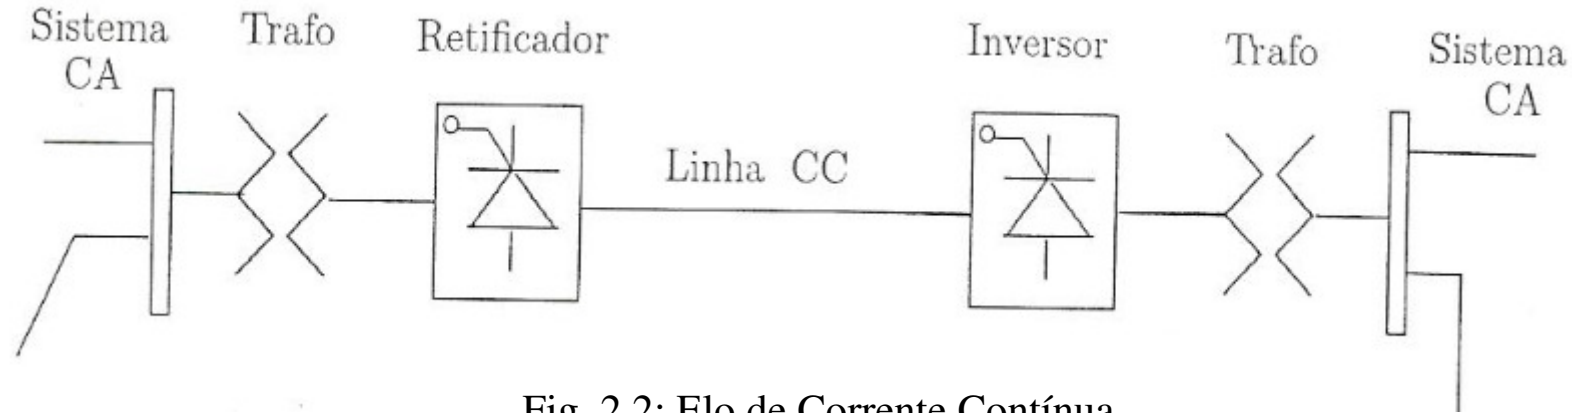 Sistema
CA
Trafo
Retificador
Linha CC
Inversor
Trafo
Sistema
CA
Fig. 2.2: Elo de Corrente Contínua